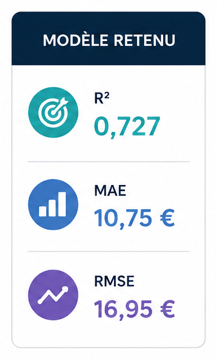 MODÈLE RETENU
R²
0,727
MAE
10,75 €
RMSE
16,95 €